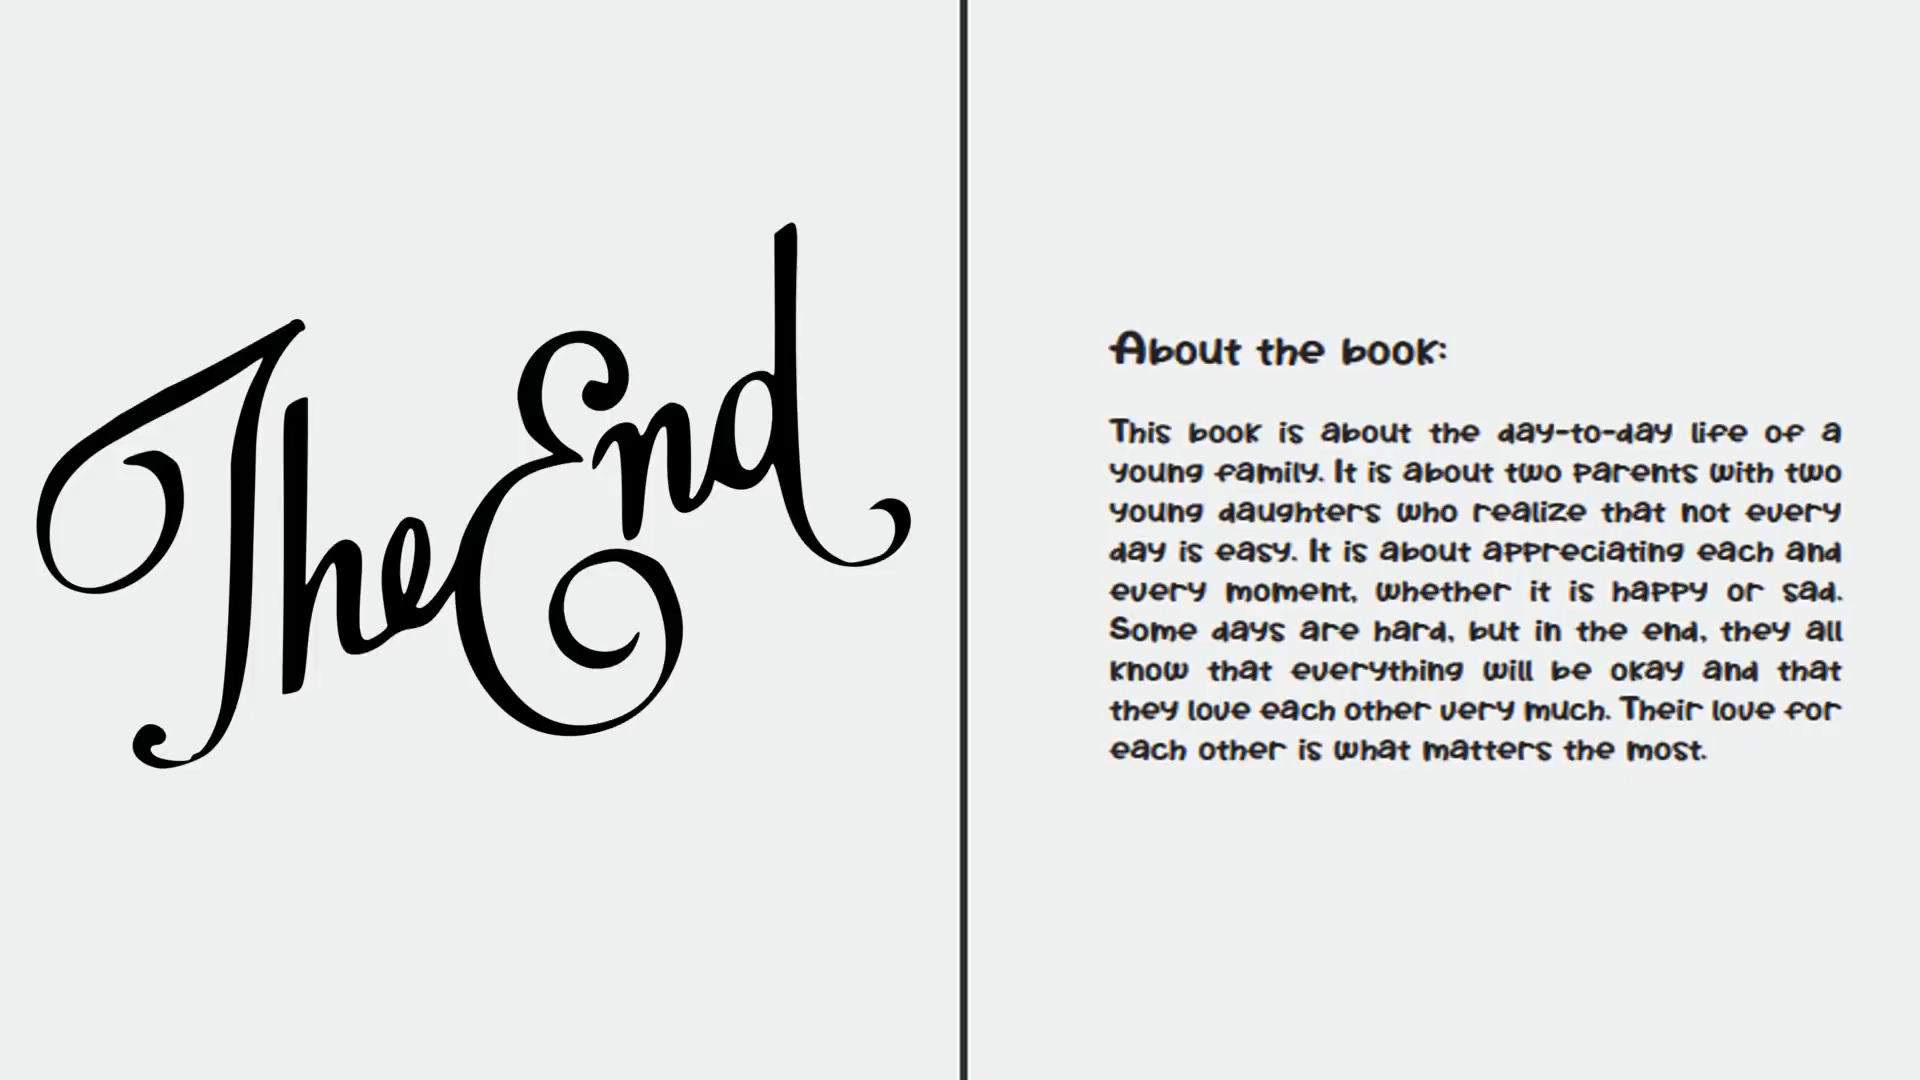 The End
About the book:
This book is about the day-to-day life of a
young family. It is about two parents with two
young daughters who realize that not every
day is easy. It is about appreciating each and
every moment, whether it is happy or sad.
Some days are hard, but in the end, they all
know that everything will be okay and that
they love each other very much. Their love for
each other is what matters the most.